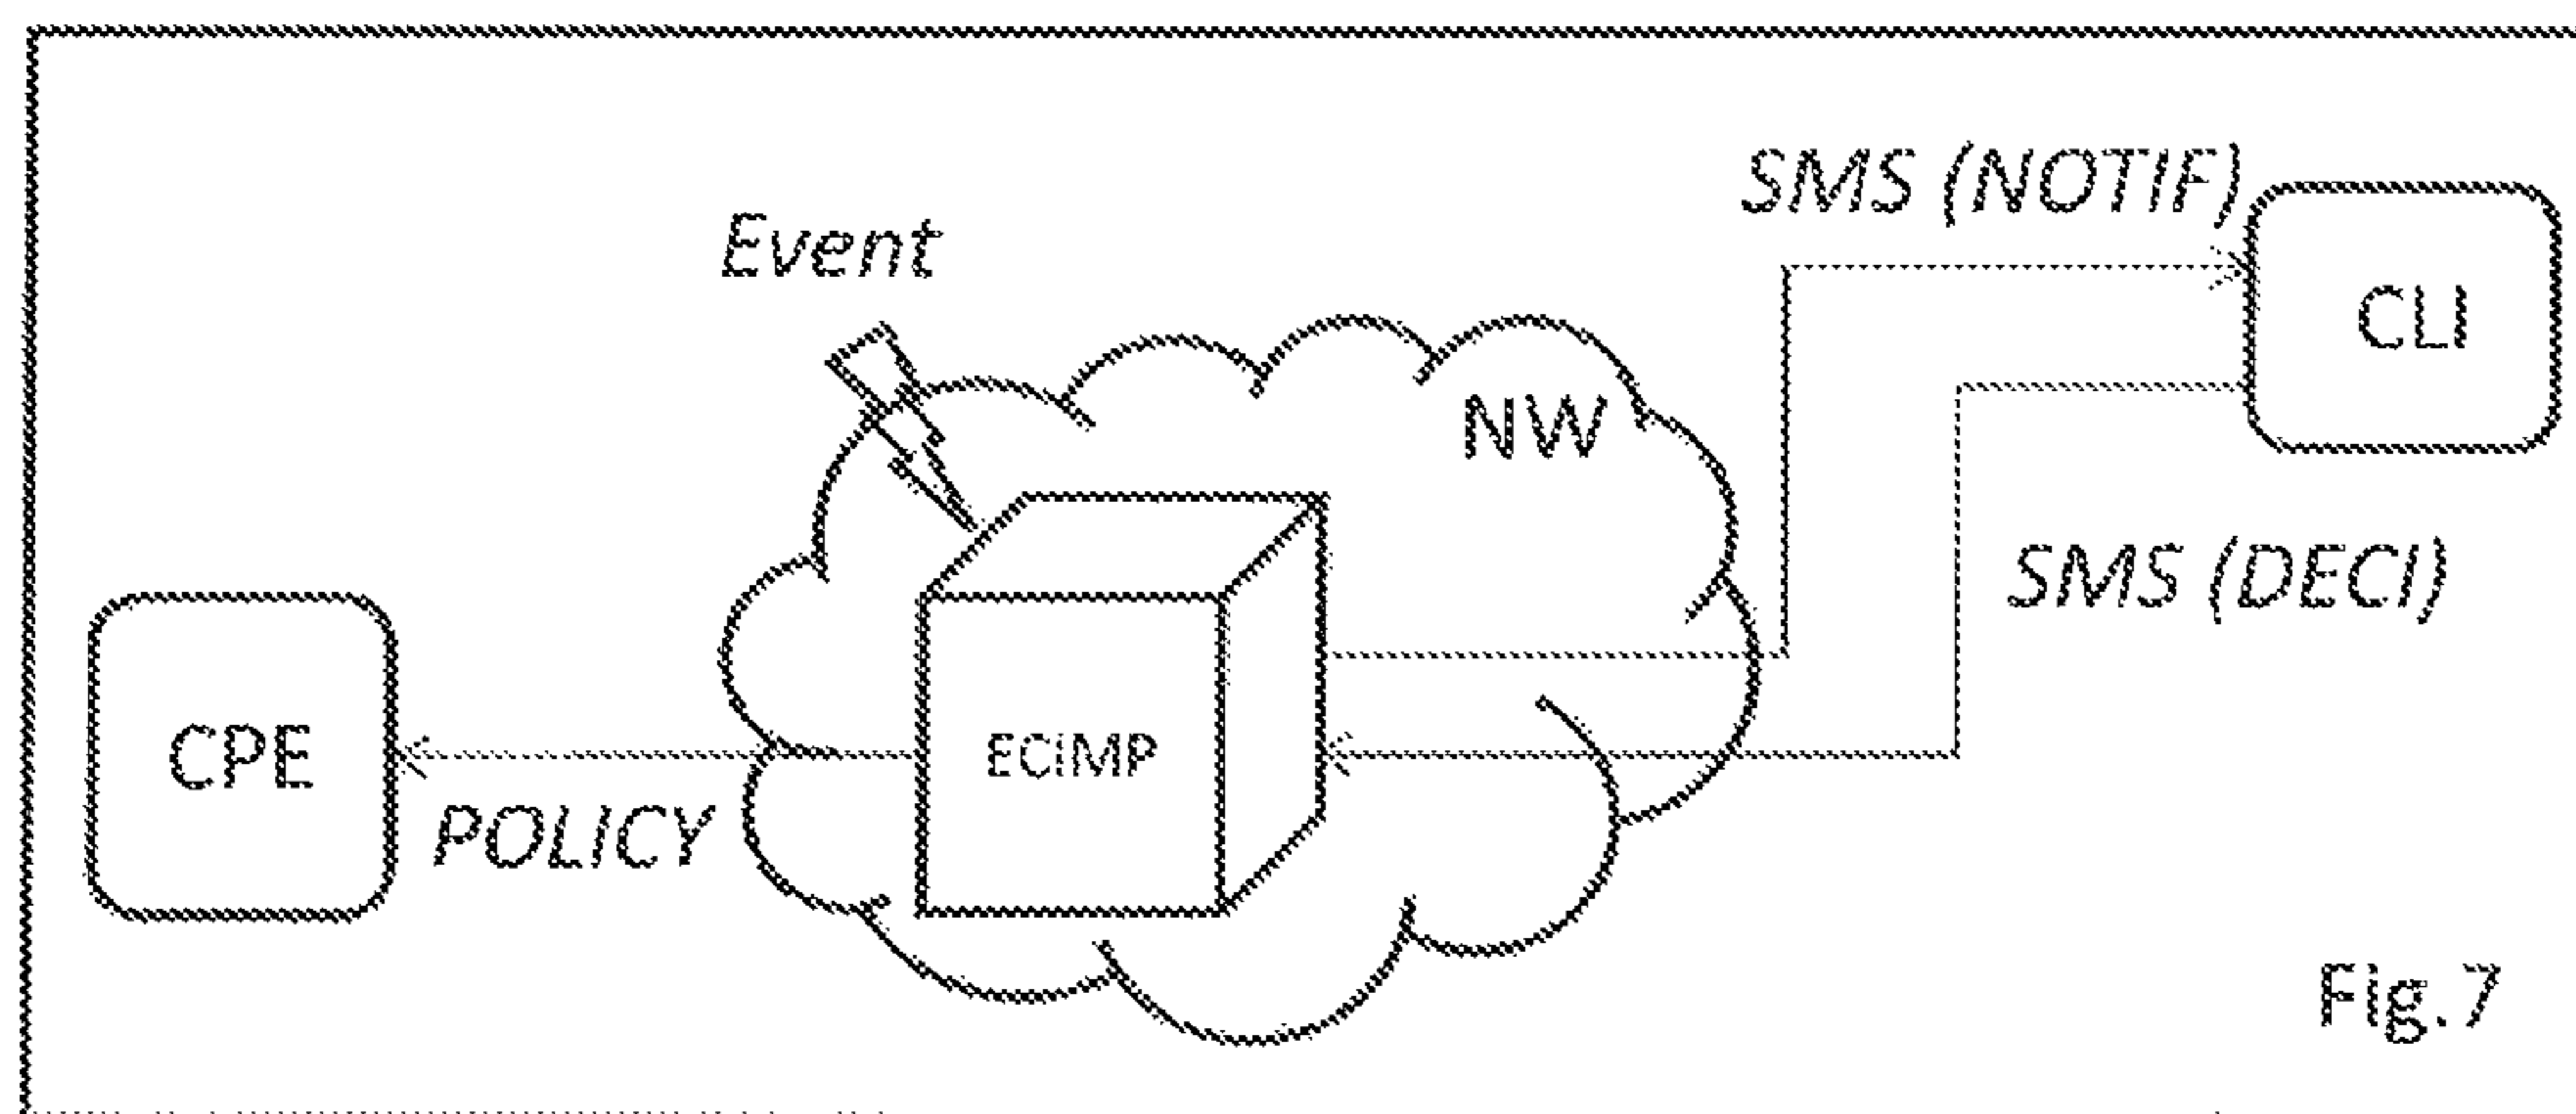 SMS (NOTIF)
Event
CLI
NW
SMS (DECI)
CPE
ECIMP
POLICY
Fig.7